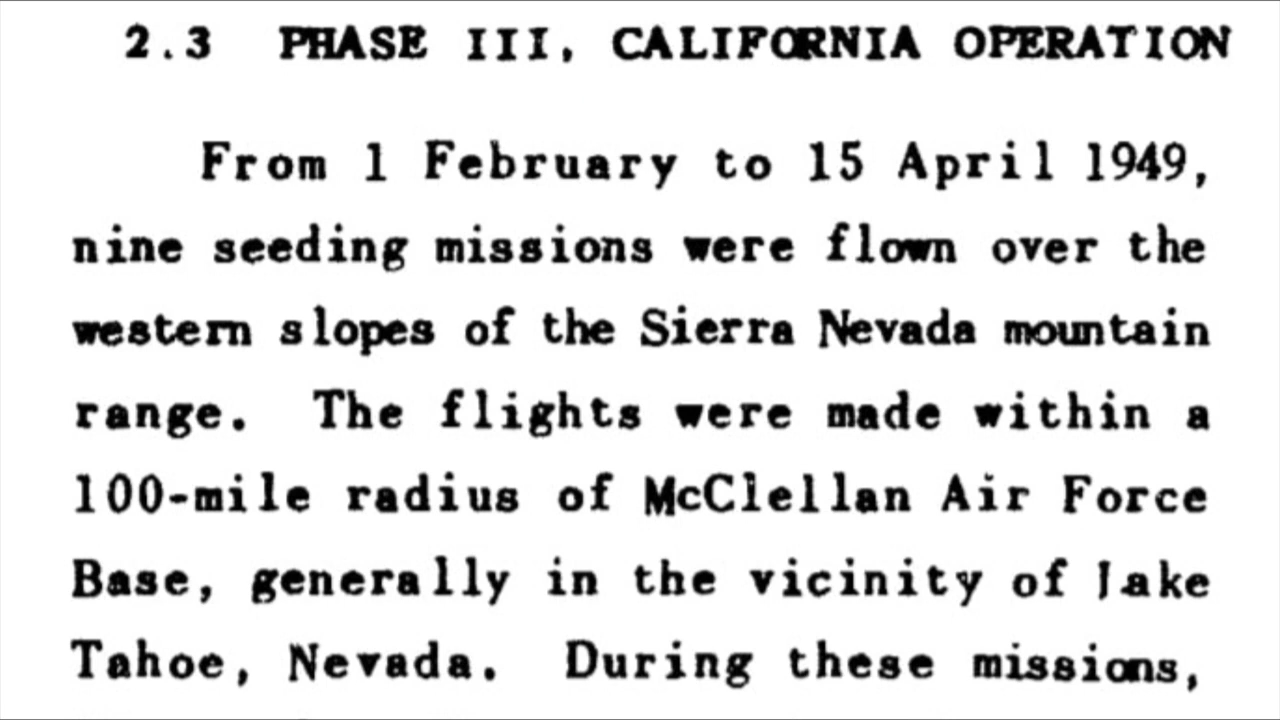 2.3 PHASE III, CALIFORNIA OPERATION
From 1 February to 15 April 1949,
nine seeding missions were flown over the
western slopes of the Sierra Nevada mountain
range. The flights were made within a
100-mile radius of McClellan Air Force
Base, generally in the vicinity of Lake
Tahoe, Nevada. During these missions,